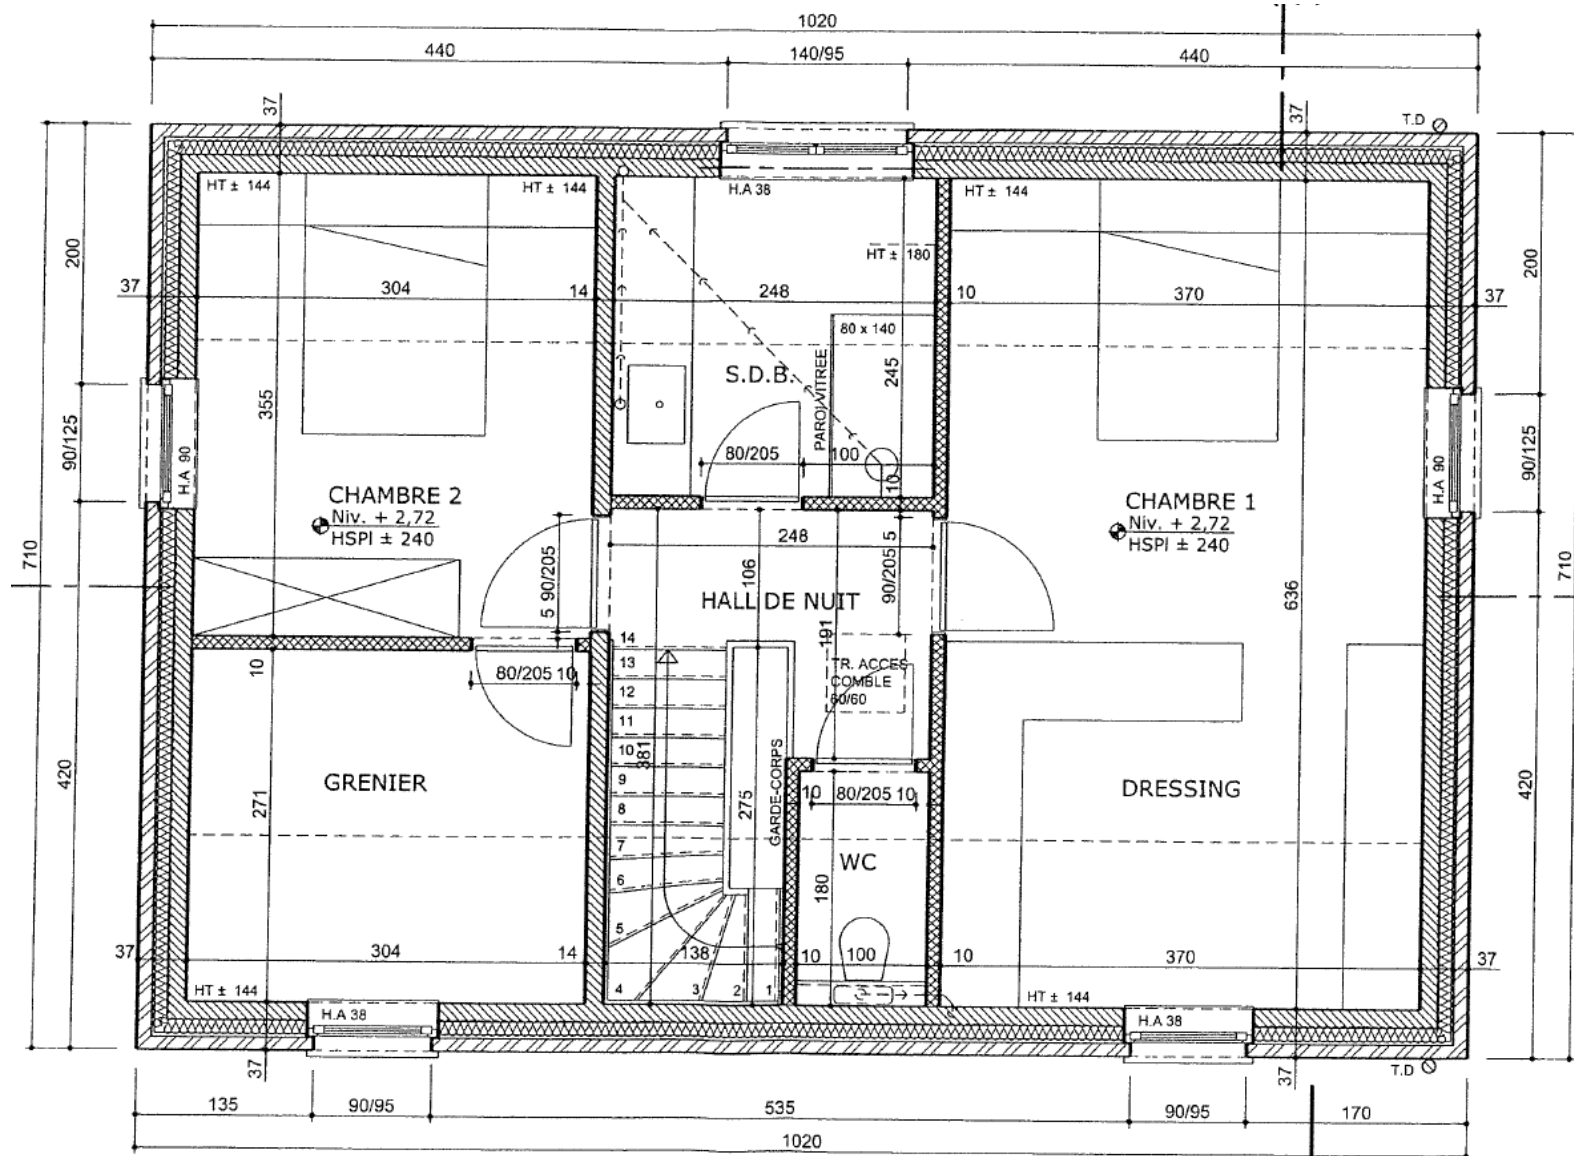 1020
440
140/95
440
37
37
T.D
HT ± 144
HT ± 144
H.A 38
HT ± 144
200
HT ± 180
200
37
304
14
248
10
370
37
80 x 140
S.D.B.
PAROI VITREE
245
355
90/125
H.A 90
80/205
100
10
H.A 90
90/125
CHAMBRE 2
Niv. + 2,72
HSPl ± 240
CHAMBRE 1
Niv. + 2,72
HSPl ± 240
248
710
5 90/205
106
90/205 5
710
HALL DE NUIT
636
191
14
13
12
11
10
9
8
7
6
5
4
3
2
1
10
80/205 10
TR. ACCES
COMBLE
60/60
381
GARDE-CORPS
GRENIER
DRESSING
420
271
275
10
80/205 10
420
WC
180
37
304
14
138
10
100
10
370
37
HT ± 144
HT ± 144
H.A 38
H.A 38
37
37
T.D
135
90/95
535
90/95
170
1020